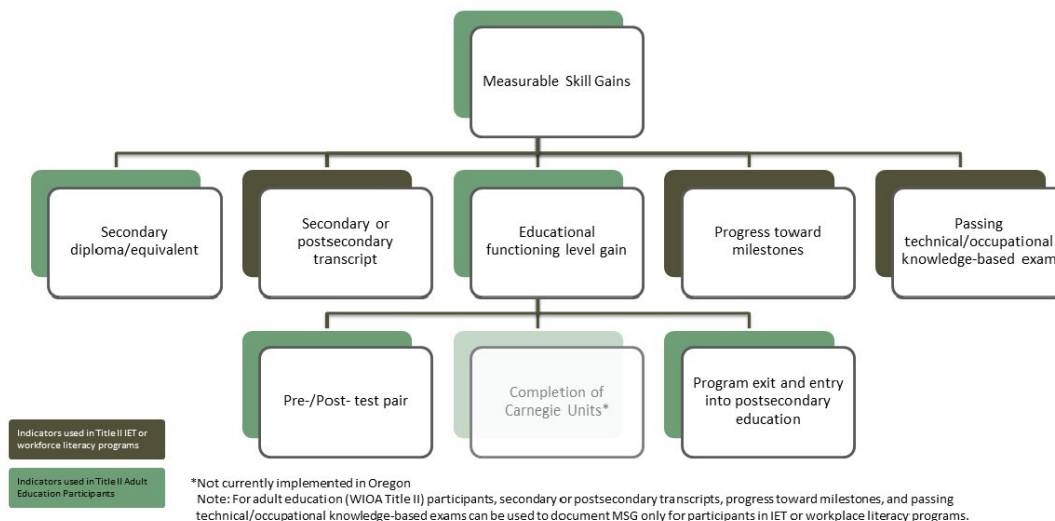 Measurable Skill Gains
Secondary
diploma/equivalent
Secondary or
postsecondary
transcript
Educational
functioning level gain
Progress toward
milestones
Passing
technical/occupational
knowledge-based exam
Pre-/Post- test pair
Completion of
Carnegie Units*
Program exit and entry
into postsecondary
education
Indicators used in Title II IET or
workforce literacy programs
Indicators used in Title II Adult
Education Participants
*Not currently implemented in Oregon
Note: For adult education (WIOA Title II) participants, secondary or postsecondary transcripts, progress toward milestones, and passing
technical/occupational knowledge-based exams can be used to document MSG only for participants in IET or workplace literacy programs.